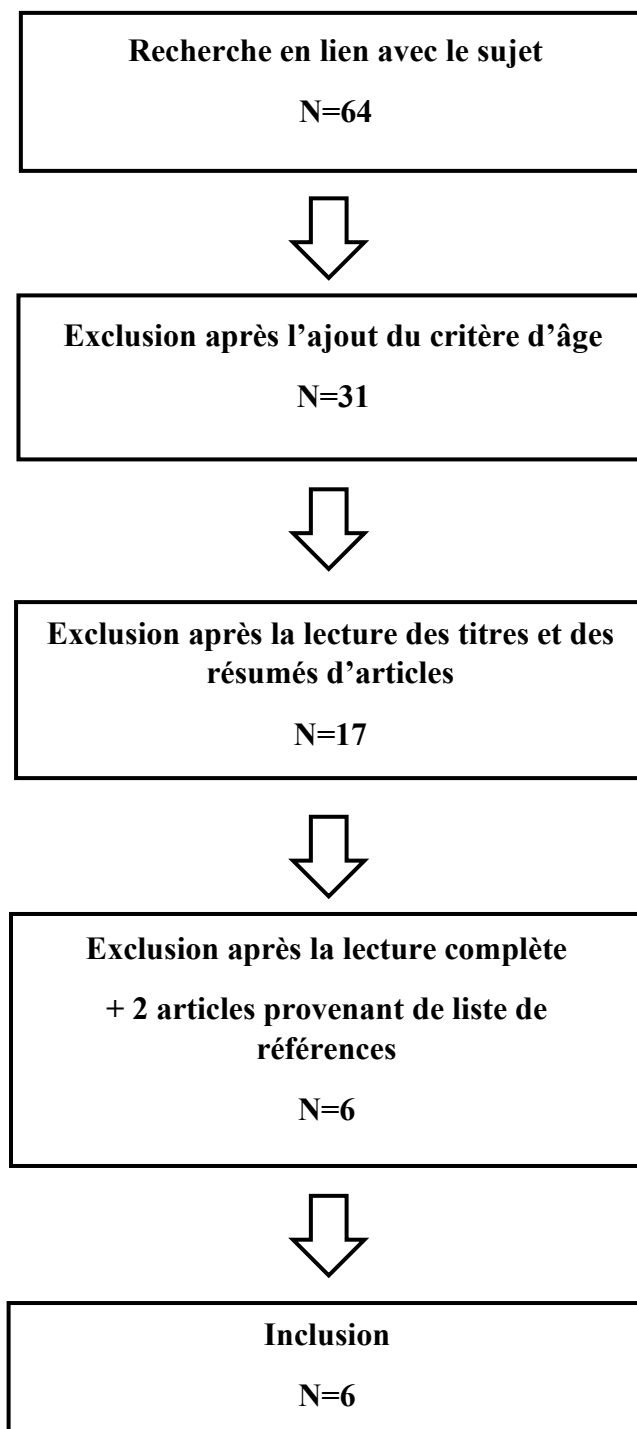 Recherche en lien avec le sujet
N=64
Exclusion après l’ajout du critère d’âge
N=31
Exclusion après la lecture des titres et des
résumés d’articles
N=17
Exclusion après la lecture complète
+ 2 articles provenant de liste de
références
N=6
Inclusion
N=6